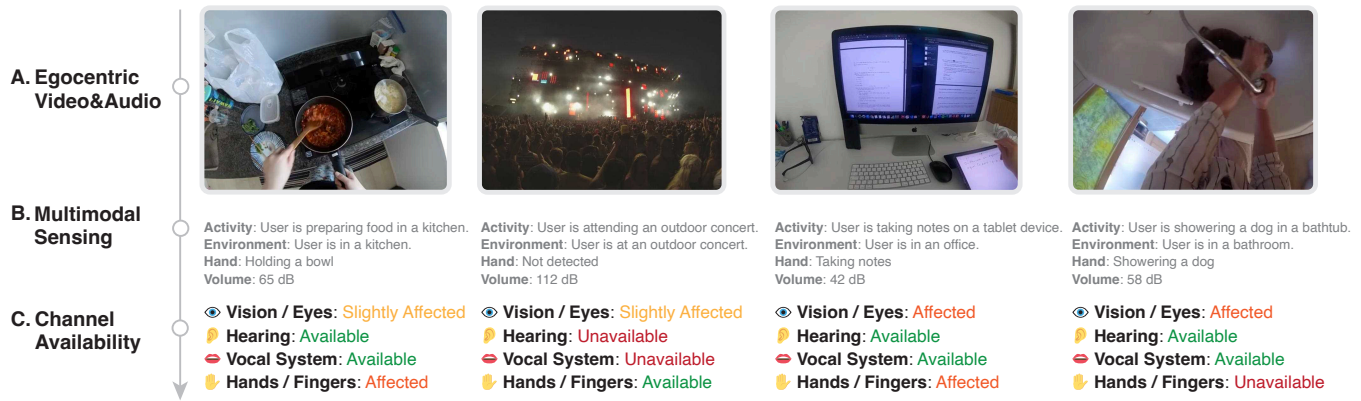 A. Egocentric
Video&Audio
B. Multimodal
Sensing
Activity: User is preparing food in a kitchen.
Environment: User is in a kitchen.
Hand: Holding a bowl
Volume: 65 dB
Activity: User is attending an outdoor concert.
Environment: User is at an outdoor concert.
Hand: Not detected
Volume: 112 dB
Activity: User is taking notes on a tablet device.
Environment: User is in an office.
Hand: Taking notes
Volume: 42 dB
Activity: User is showering a dog in a bathtub.
Environment: User is in a bathroom.
Hand: Showering a dog
Volume: 58 dB
C. Channel
Availability
Vision / Eyes: Slightly Affected
Hearing: Available
Vocal System: Available
Hands / Fingers: Affected
Vision / Eyes: Slightly Affected
Hearing: Unavailable
Vocal System: Unavailable
Hands / Fingers: Available
Vision / Eyes: Affected
Hearing: Available
Vocal System: Available
Hands / Fingers: Affected
Vision / Eyes: Affected
Hearing: Available
Vocal System: Available
Hands / Fingers: Unavailable